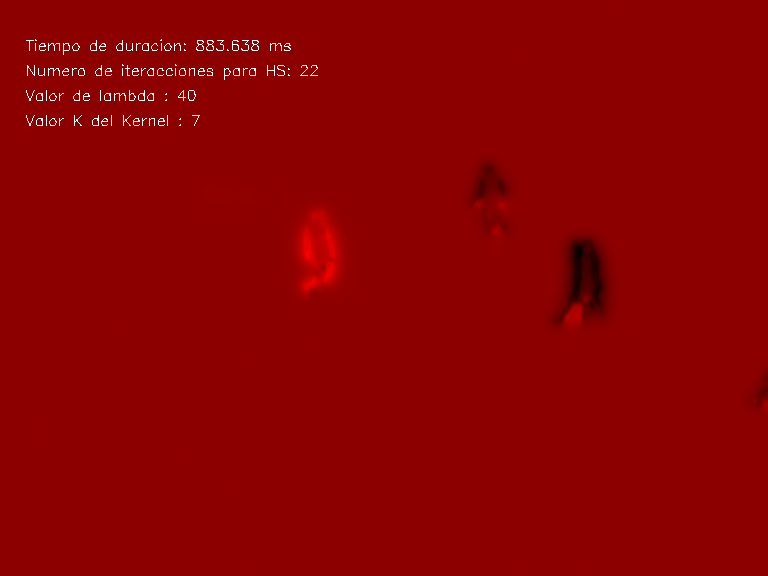 Tiempo de duracion: 883.638 ms
Numero de iteracciones para HS: 22
Valor de lambda : 40
Valor K del Kernel : 7